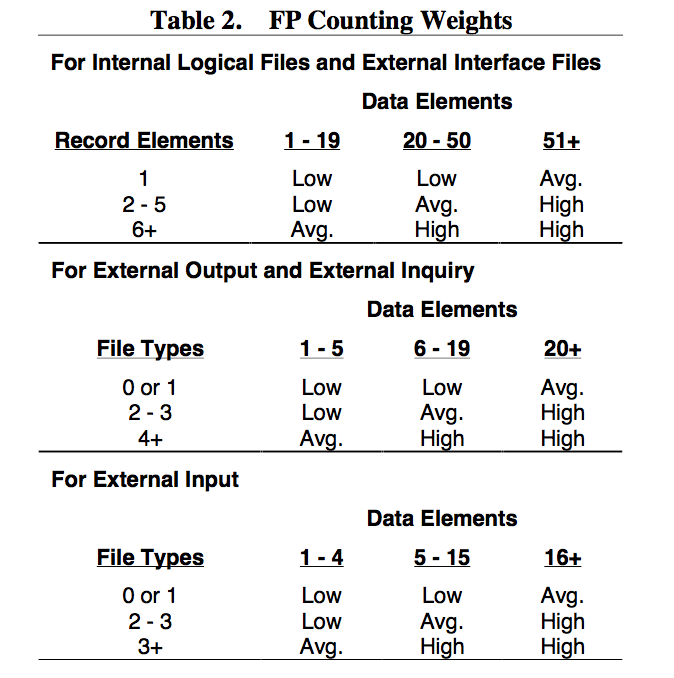 Table 2. FP Counting Weights
For Internal Logical Files and External Interface Files
Data Elements
Record Elements 1 - 19 20 - 50 51+
1 Low Low Avg.
2 - 5 Low Avg. High
6+ Avg. High High
For External Output and External Inquiry
Data Elements
File Types 1 - 5 6 - 19 20+
0 or 1 Low Low Avg.
2 - 3 Low Avg. High
4+ Avg. High High
For External Input
Data Elements
File Types 1 - 4 5 - 15 16+
0 or 1 Low Low Avg.
2 - 3 Low Avg. High
3+ Avg. High High